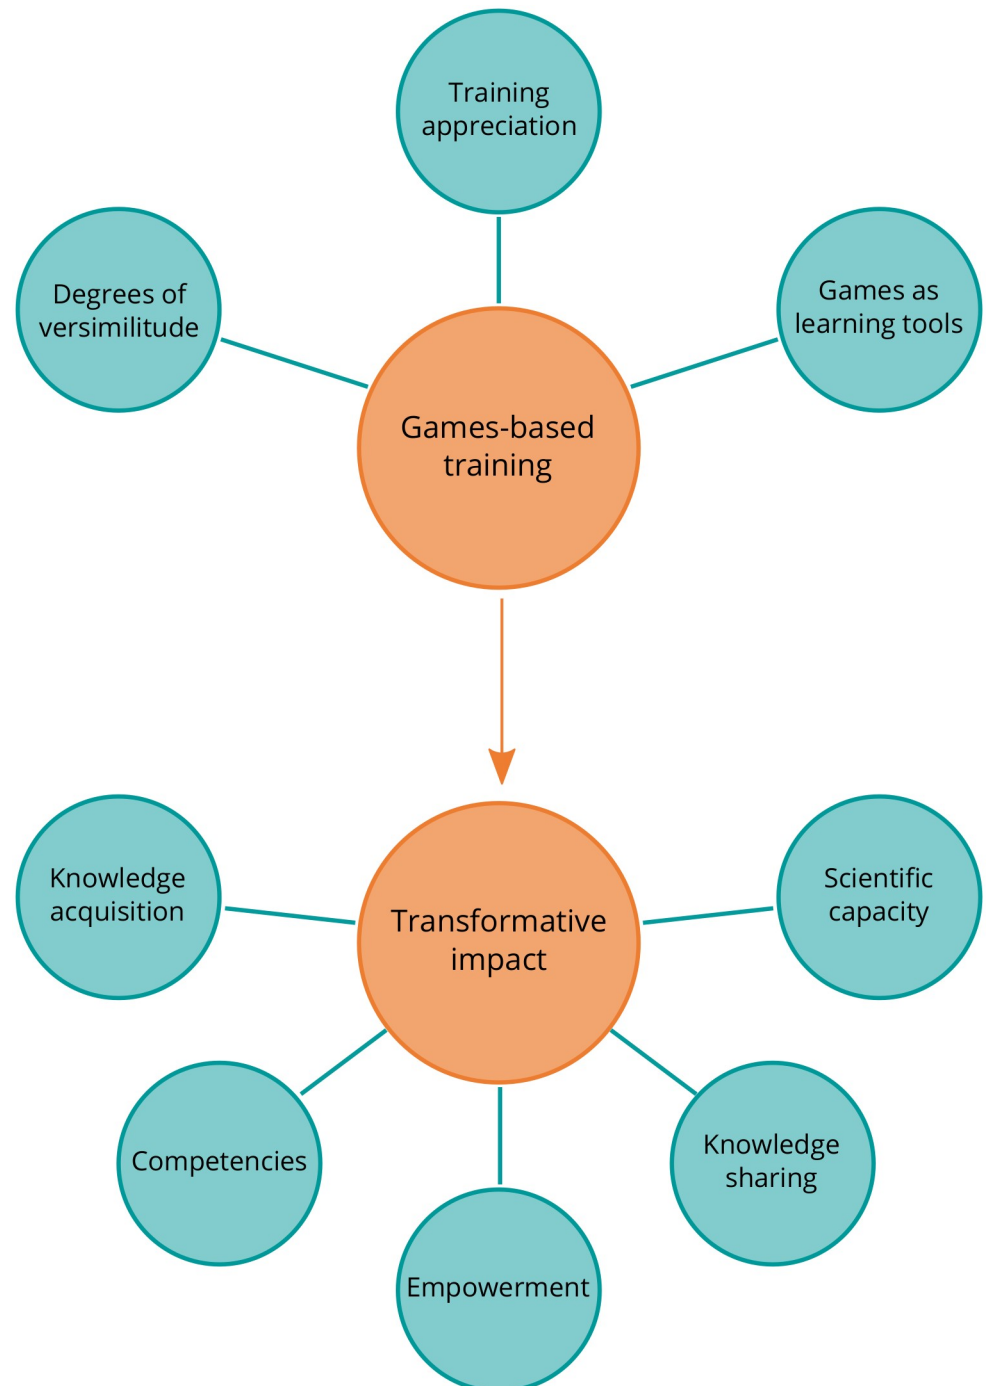 Training
appreciation
Degrees of
versimilitude
Games as
learning tools
Games-based
training
Transformative
impact
Knowledge
acquisition
Scientific
capacity
Competencies
Knowledge
sharing
Empowerment